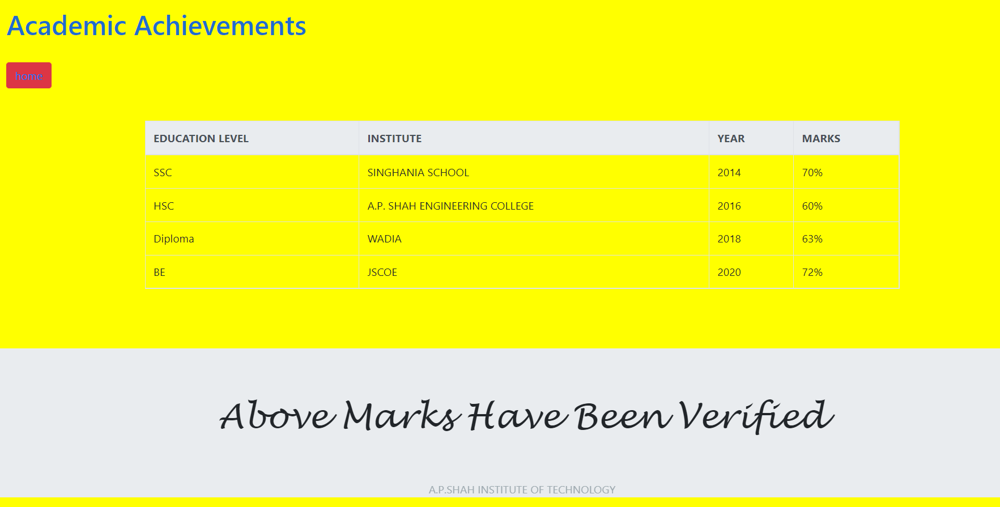 Academic Achievements
home
EDUCATION LEVEL INSTITUTE YEAR MARKS
SSC SINGHANIA SCHOOL 2014 70%
HSC A.P. SHAH ENGINEERING COLLEGE 2016 60%
Diploma WADIA 2018 63%
BE JSCOE 2020 72%
Above Marks Have Been Verified
A.P.SHAH INSTITUTE OF TECHNOLOGY